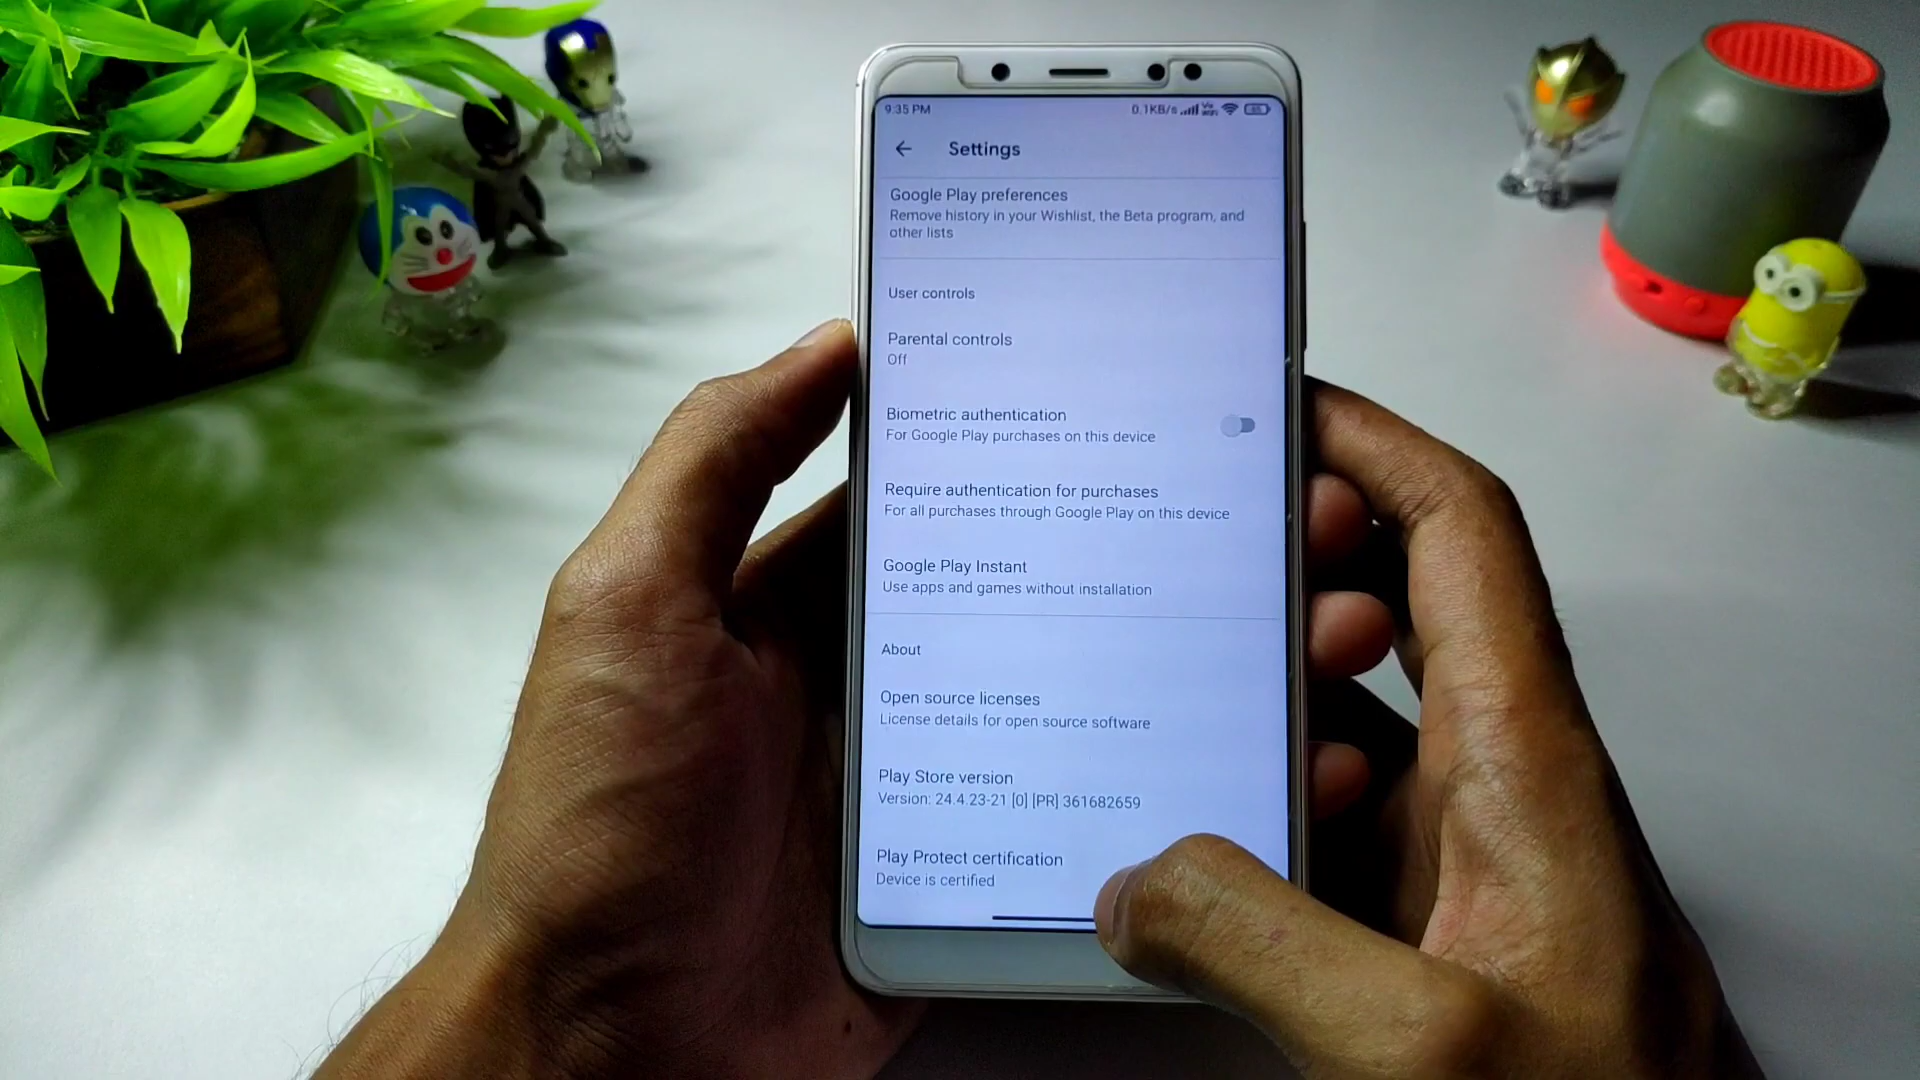 9:35 PM 0.1KB/s Vo WiFi
Settings
Google Play preferences
Remove history in your Wishlist, the Beta program, and
other lists
User controls
Parental controls
Off
Biometric authentication
For Google Play purchases on this device
Require authentication for purchases
For all purchases through Google Play on this device
Google Play Instant
Use apps and games without installation
About
Open source licenses
License details for open source software
Play Store version
Version: 24.4.23-21 [0] [PR] 361682659
Play Protect certification
Device is certified